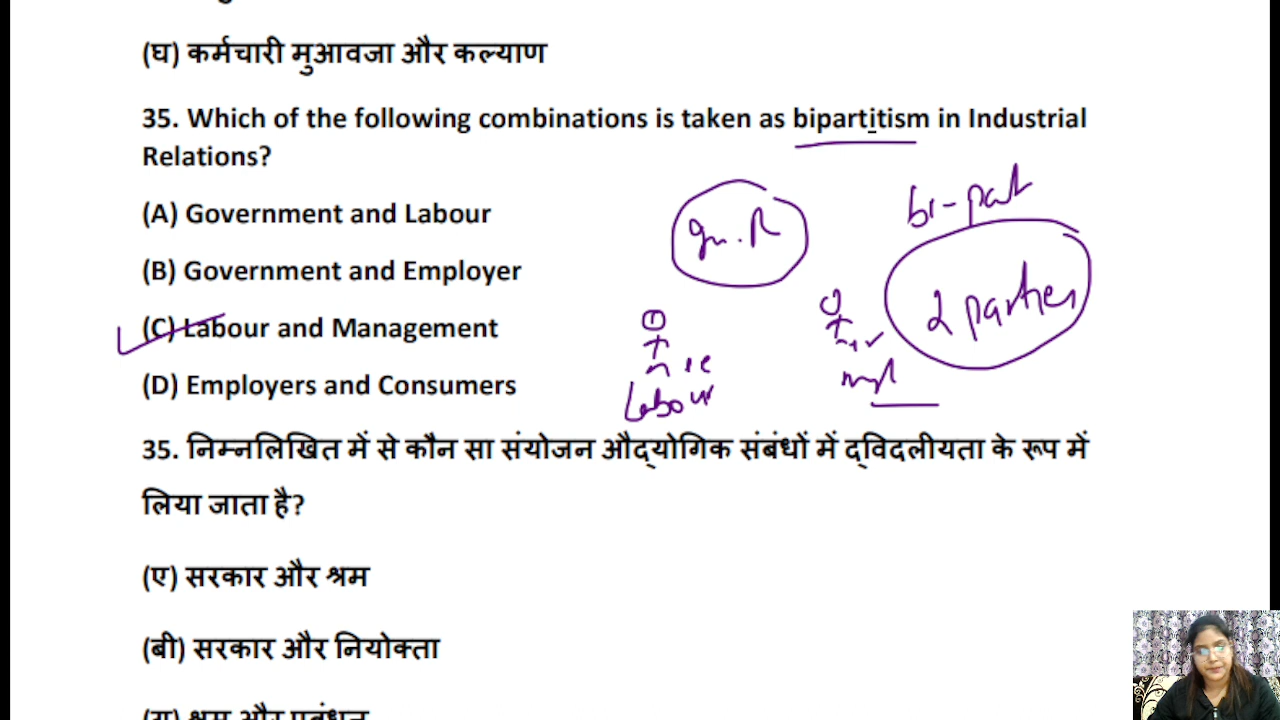 (घ) कर्मचारी मुआवजा और कल्याण
35. Which of the following combinations is taken as bipartitism in Industrial
Relations?
(A) Government and Labour
(B) Government and Employer
(C) Labour and Management
(D) Employers and Consumers
bi-part
2 parties
Labour
35. निम्नलिखित में से कौन सा संयोजन औद्योगिक संबंधों में द्विदलीयता के रूप में
लिया जाता है?
(ए) सरकार और श्रम
(बी) सरकार और नियोक्ता